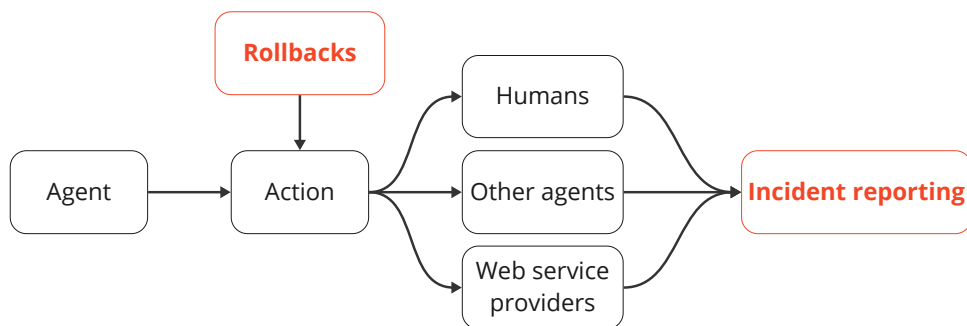 Rollbacks
Humans
Agent
Action
Other agents
Incident reporting
Web service
providers